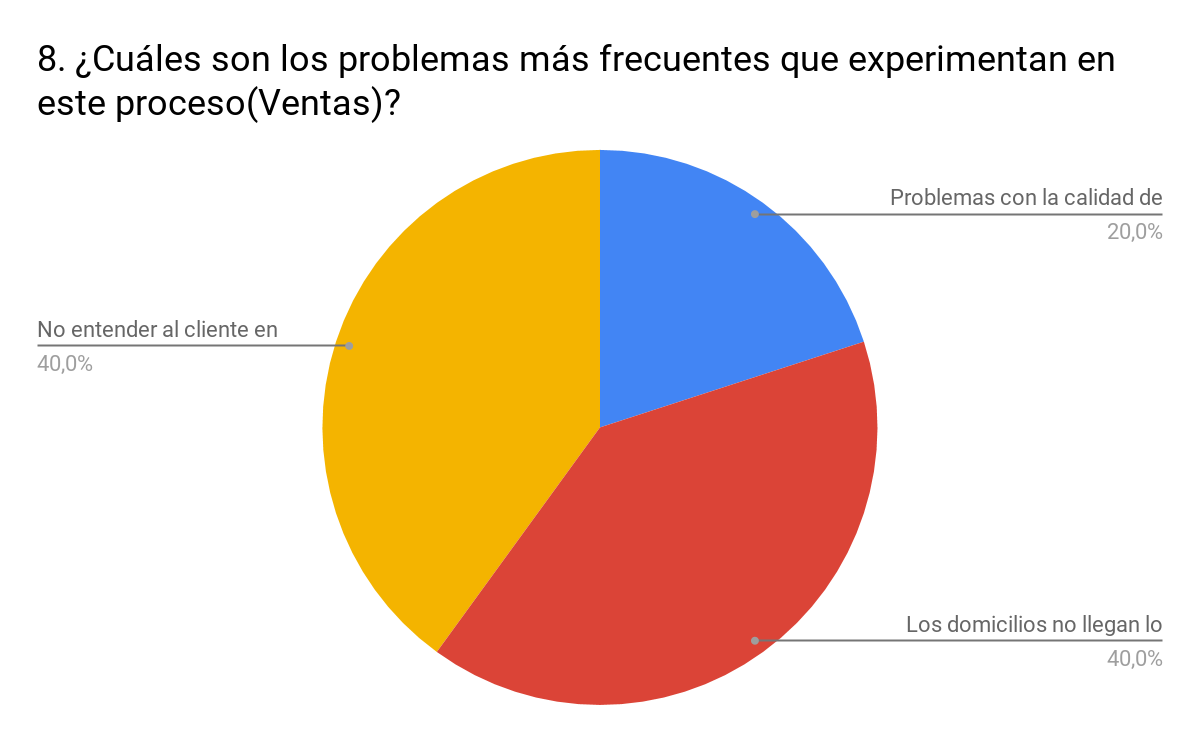 8. ¿Cuáles son los problemas más frecuentes que experimentan en
este proceso(Ventas)?
Problemas con la calidad de
20,0%
No entender al cliente en
40,0%
Los domicilios no llegan lo
40,0%